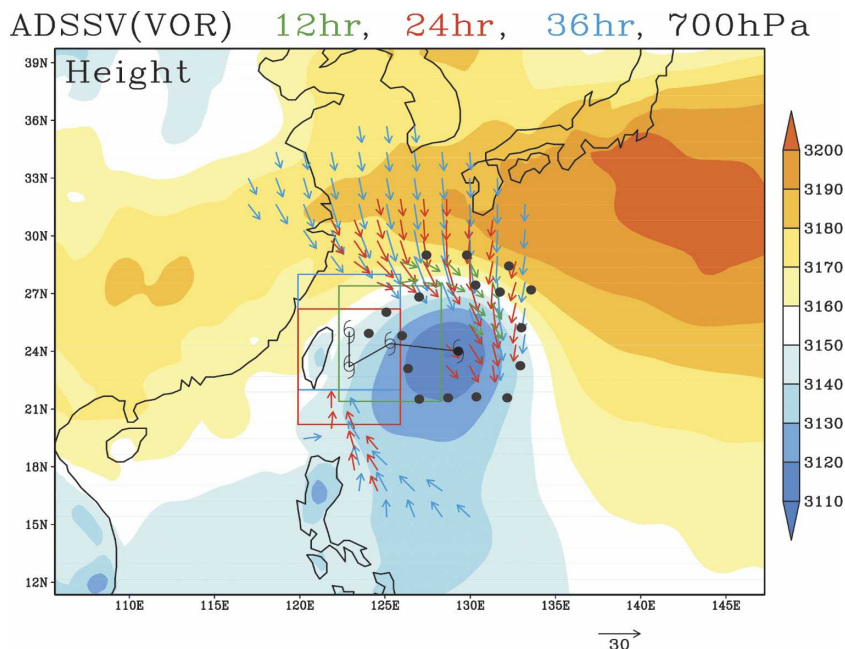 ADSSV(VOR) 12hr, 24hr, 36hr, 700hPa
Height
39N
36N
33N
30N
27N
24N
21N
18N
15N
12N
110E 115E 120E 125E 130E 135E 140E 145E
3200
3190
3180
3170
3160
3150
3140
3130
3120
3110
30